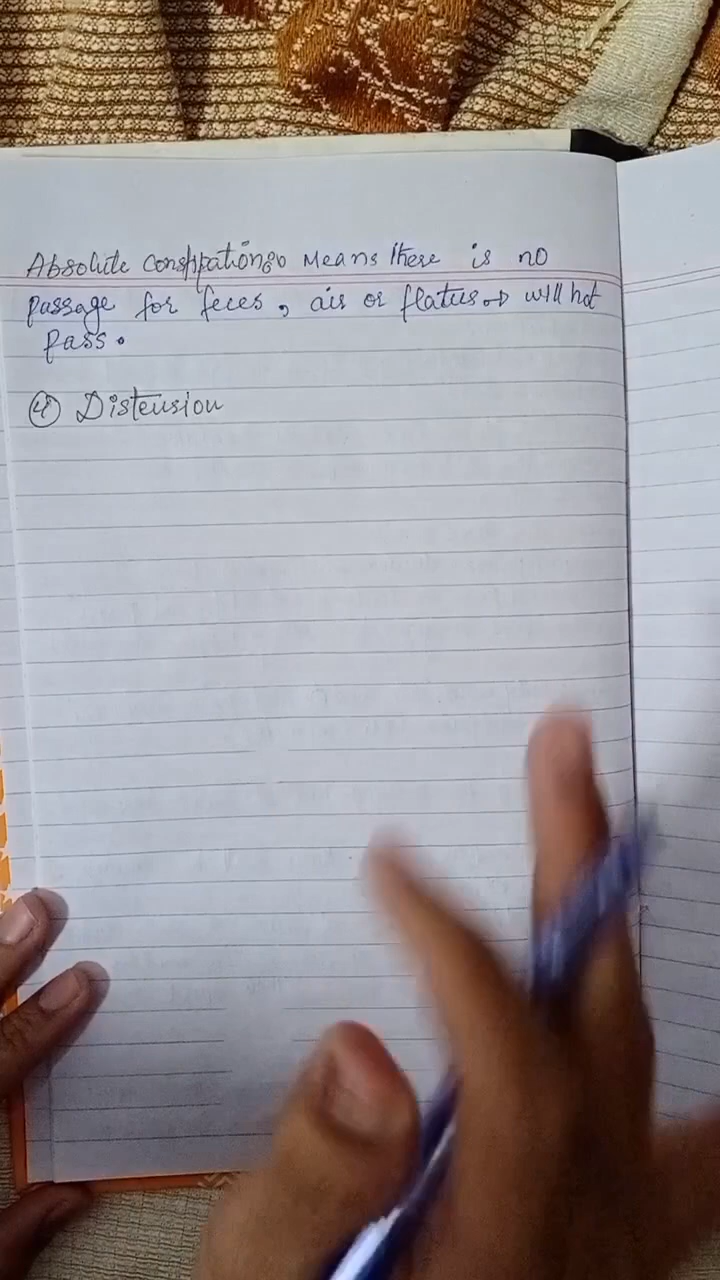 Absolute constipation:- Means there is no
passage for feces, air or flatus → will not
pass.
④ Distension